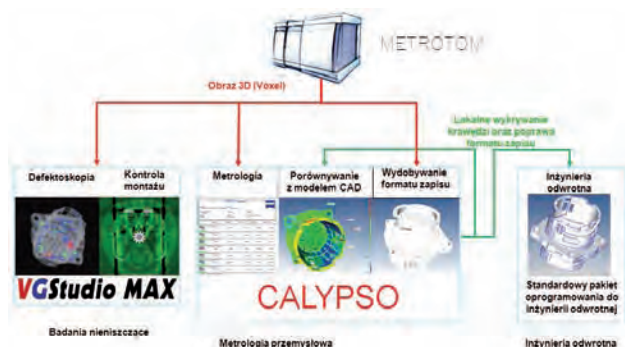 METROTOM
Obraz 3D (Voxel)
Lokalne wykrywanie
krawędzi oraz poprawa
formatu zapisu
Defektoskopia
Kontrola
montażu
Metrologia
Porównywanie
z modelem CAD
Wydobywanie
formatu zapisu
Inżynieria
odwrotna
VGStudio MAX
CALYPSO
Standardowy pakiet
oprogramowania do
inżynierii odwrotnej
Badania nieniszczące
Metrologia przemysłowa
Inżynieria odwrotna